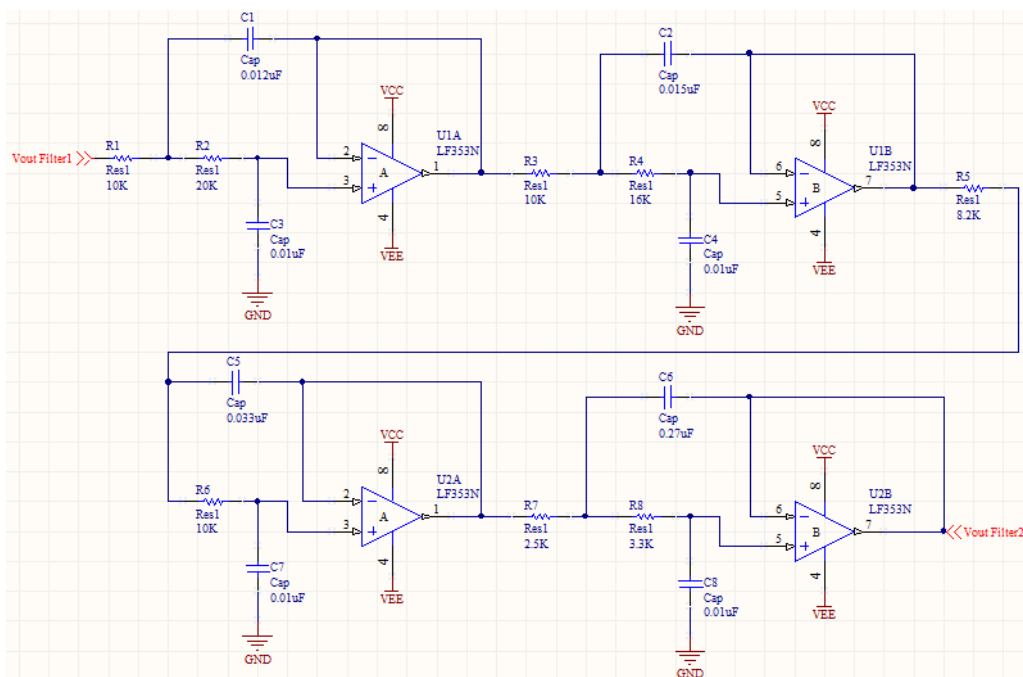 C1
Cap
0.012uF
VCC
8
R1
Res1
10K
R2
Res1
20K
Vout Filter1
2
3
A
1
U1A
LF353N
4
VEE
C3
Cap
0.01uF
GND
C2
Cap
0.015uF
VCC
8
R3
Res1
10K
R4
Res1
16K
6
5
B
7
U1B
LF353N
4
VEE
C4
Cap
0.01uF
GND
R5
Res1
8.2K
C5
Cap
0.033uF
VCC
8
R6
Res1
10K
2
3
A
1
U2A
LF353N
4
VEE
C7
Cap
0.01uF
GND
C6
Cap
0.27uF
VCC
8
R7
Res1
2.5K
R8
Res1
3.3K
6
5
B
7
U2B
LF353N
4
VEE
C8
Cap
0.01uF
GND
Vout Filter2